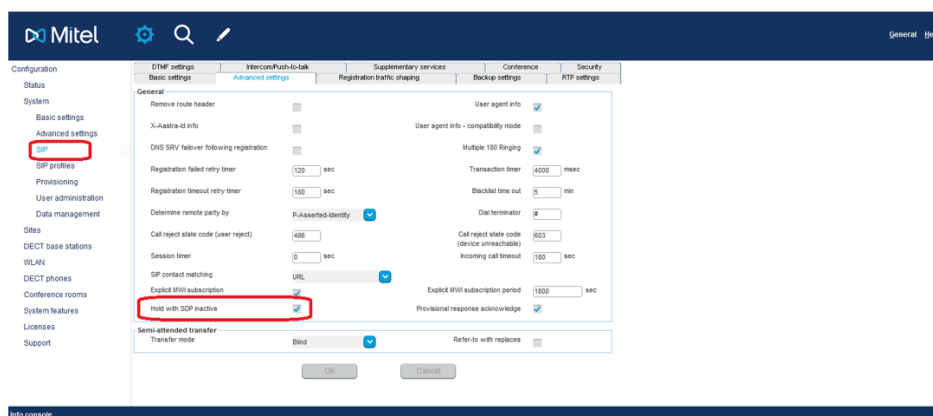 Mitel
General He
Configuration
Status
System
Basic settings
Advanced settings
SIP
SIP profiles
Provisioning
User administration
Data management
Sites
DECT base stations
WLAN
DECT phones
Conference rooms
System features
Licenses
Support
DTMF settings Intercom/Push-to-talk Supplementary services Conference Security
Basic settings Advanced settings Registration traffic shaping Backup settings RTP settings
General
Remove route header User agent info
X-Aastra-id info User agent info - compatibility mode
DNS SRV failover following registration Multiple 180 Ringing
Registration failed retry timer 120 sec Transaction timer 4000 msec
Registration timeout retry timer 180 sec Blacklist time out 5 min
Determine remote party by P-Asserted-Identity Dial terminator #
Call reject state code (user reject) 486 Call reject state code (device unreachable) 603
Session timer 0 sec Incoming call timeout 180 sec
SIP contact matching URL
Explicit MWI subscription Explicit MWI subscription period 1800 sec
Hold with SDP inactive Provisional response acknowledge
Semi-attended transfer
Transfer mode Blind Refer-to with replaces
OK Cancel
Info console